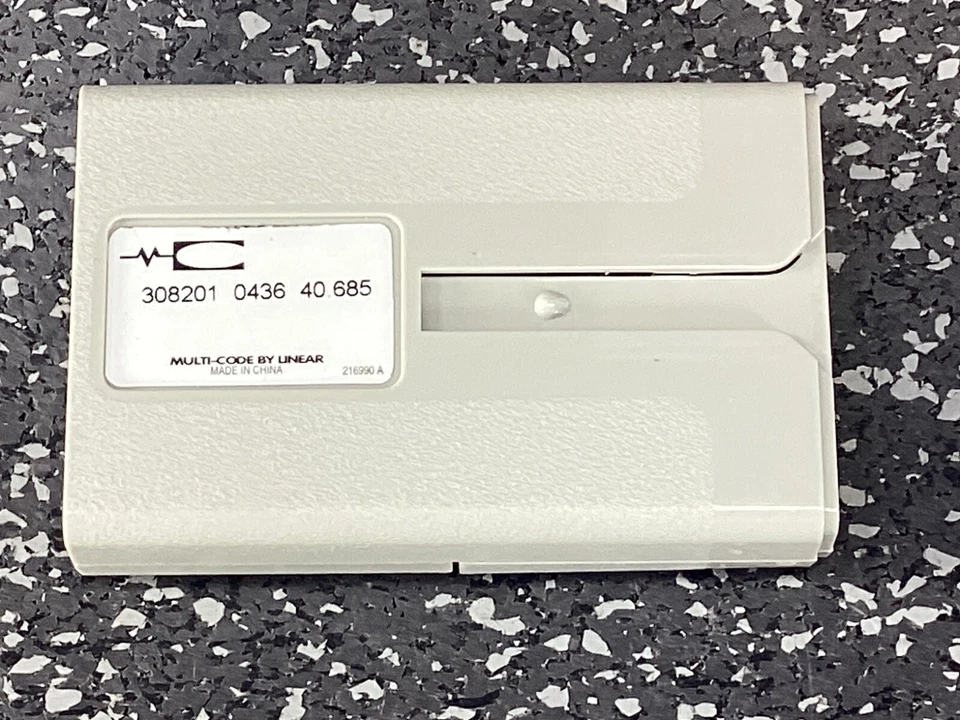 308201 0436 40.685
MULTI-CODE BY LINEAR
MADE IN CHINA
216990 A